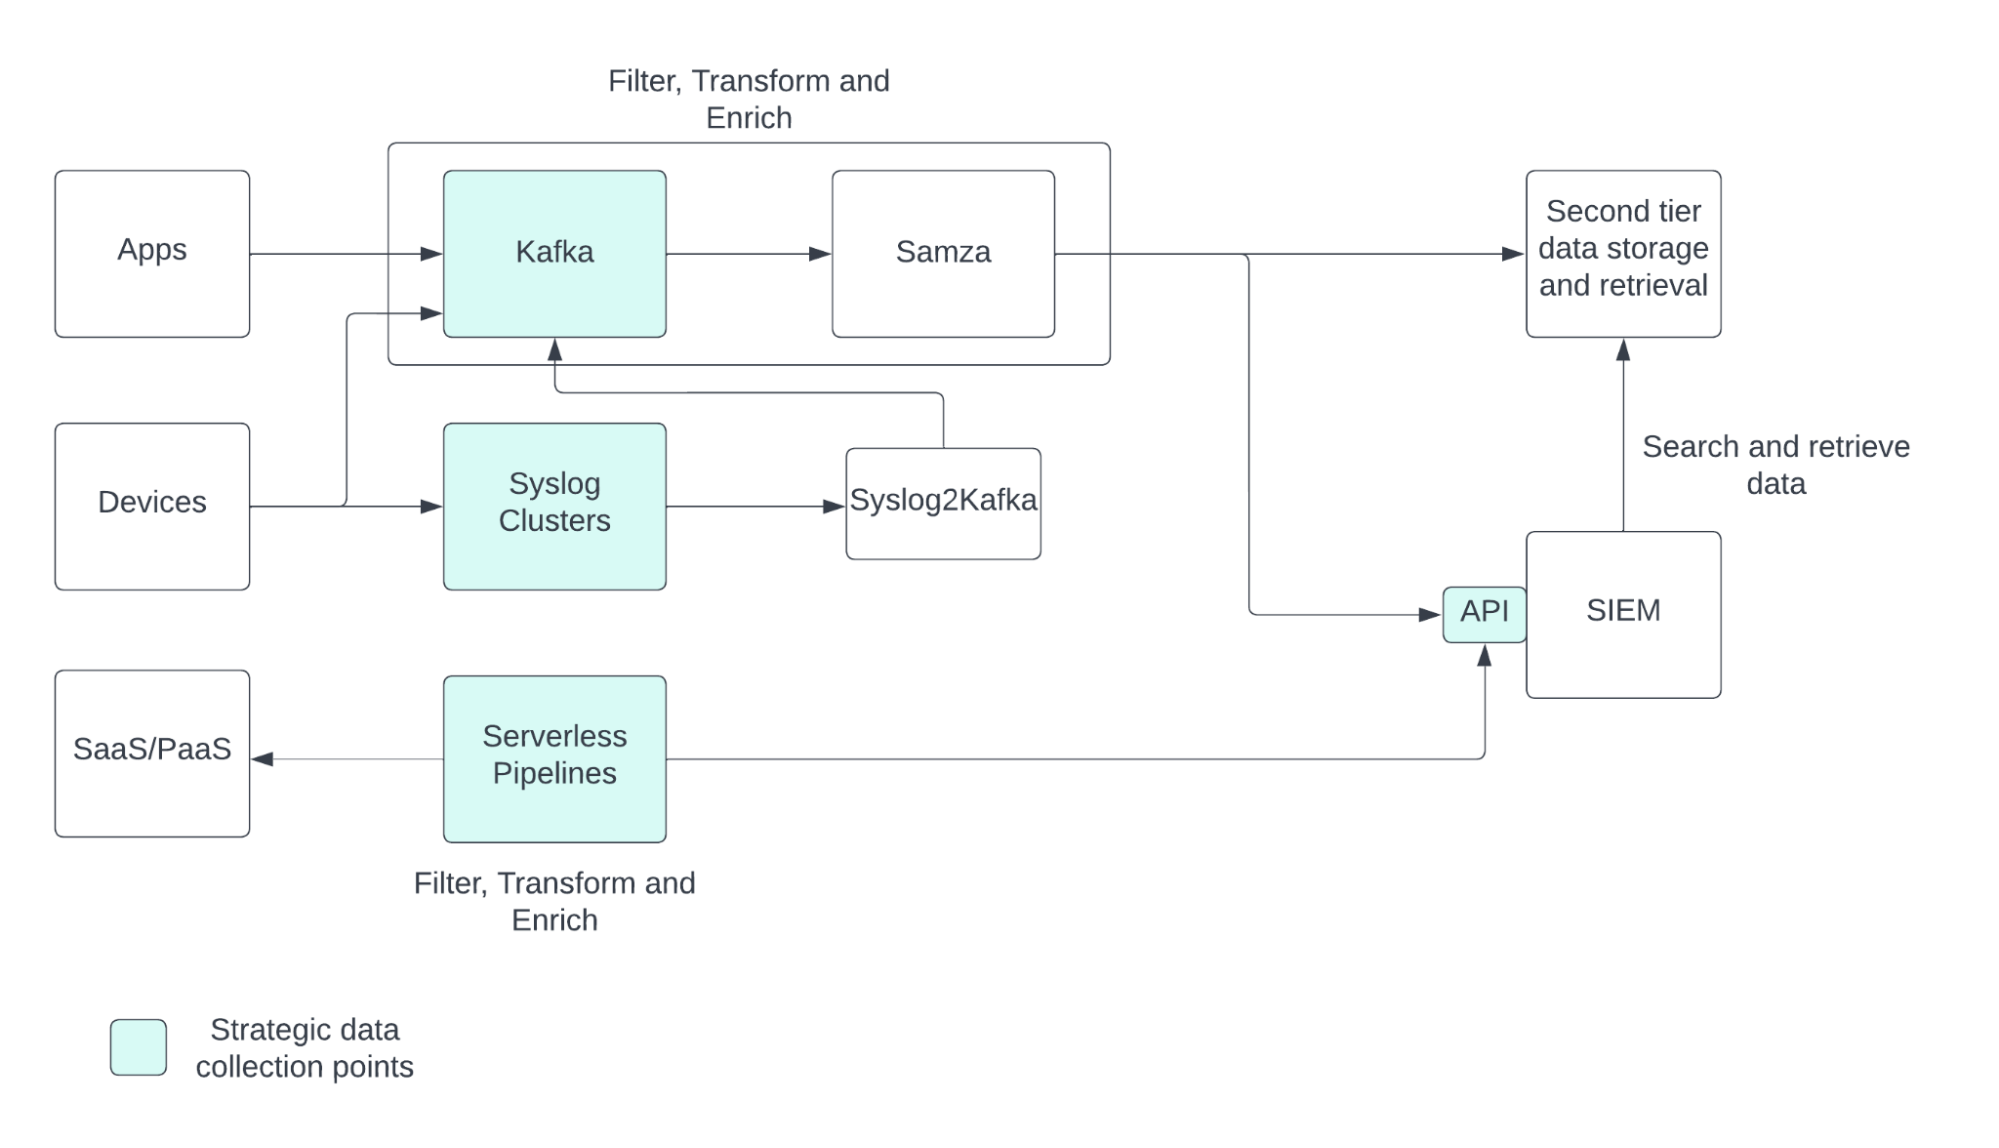 Filter, Transform and
Enrich
Apps
Kafka
Samza
Second tier
data storage
and retrieval
Devices
Syslog
Clusters
Syslog2Kafka
Search and retrieve
data
API
SIEM
SaaS/PaaS
Serverless
Pipelines
Filter, Transform and
Enrich
Strategic data
collection points